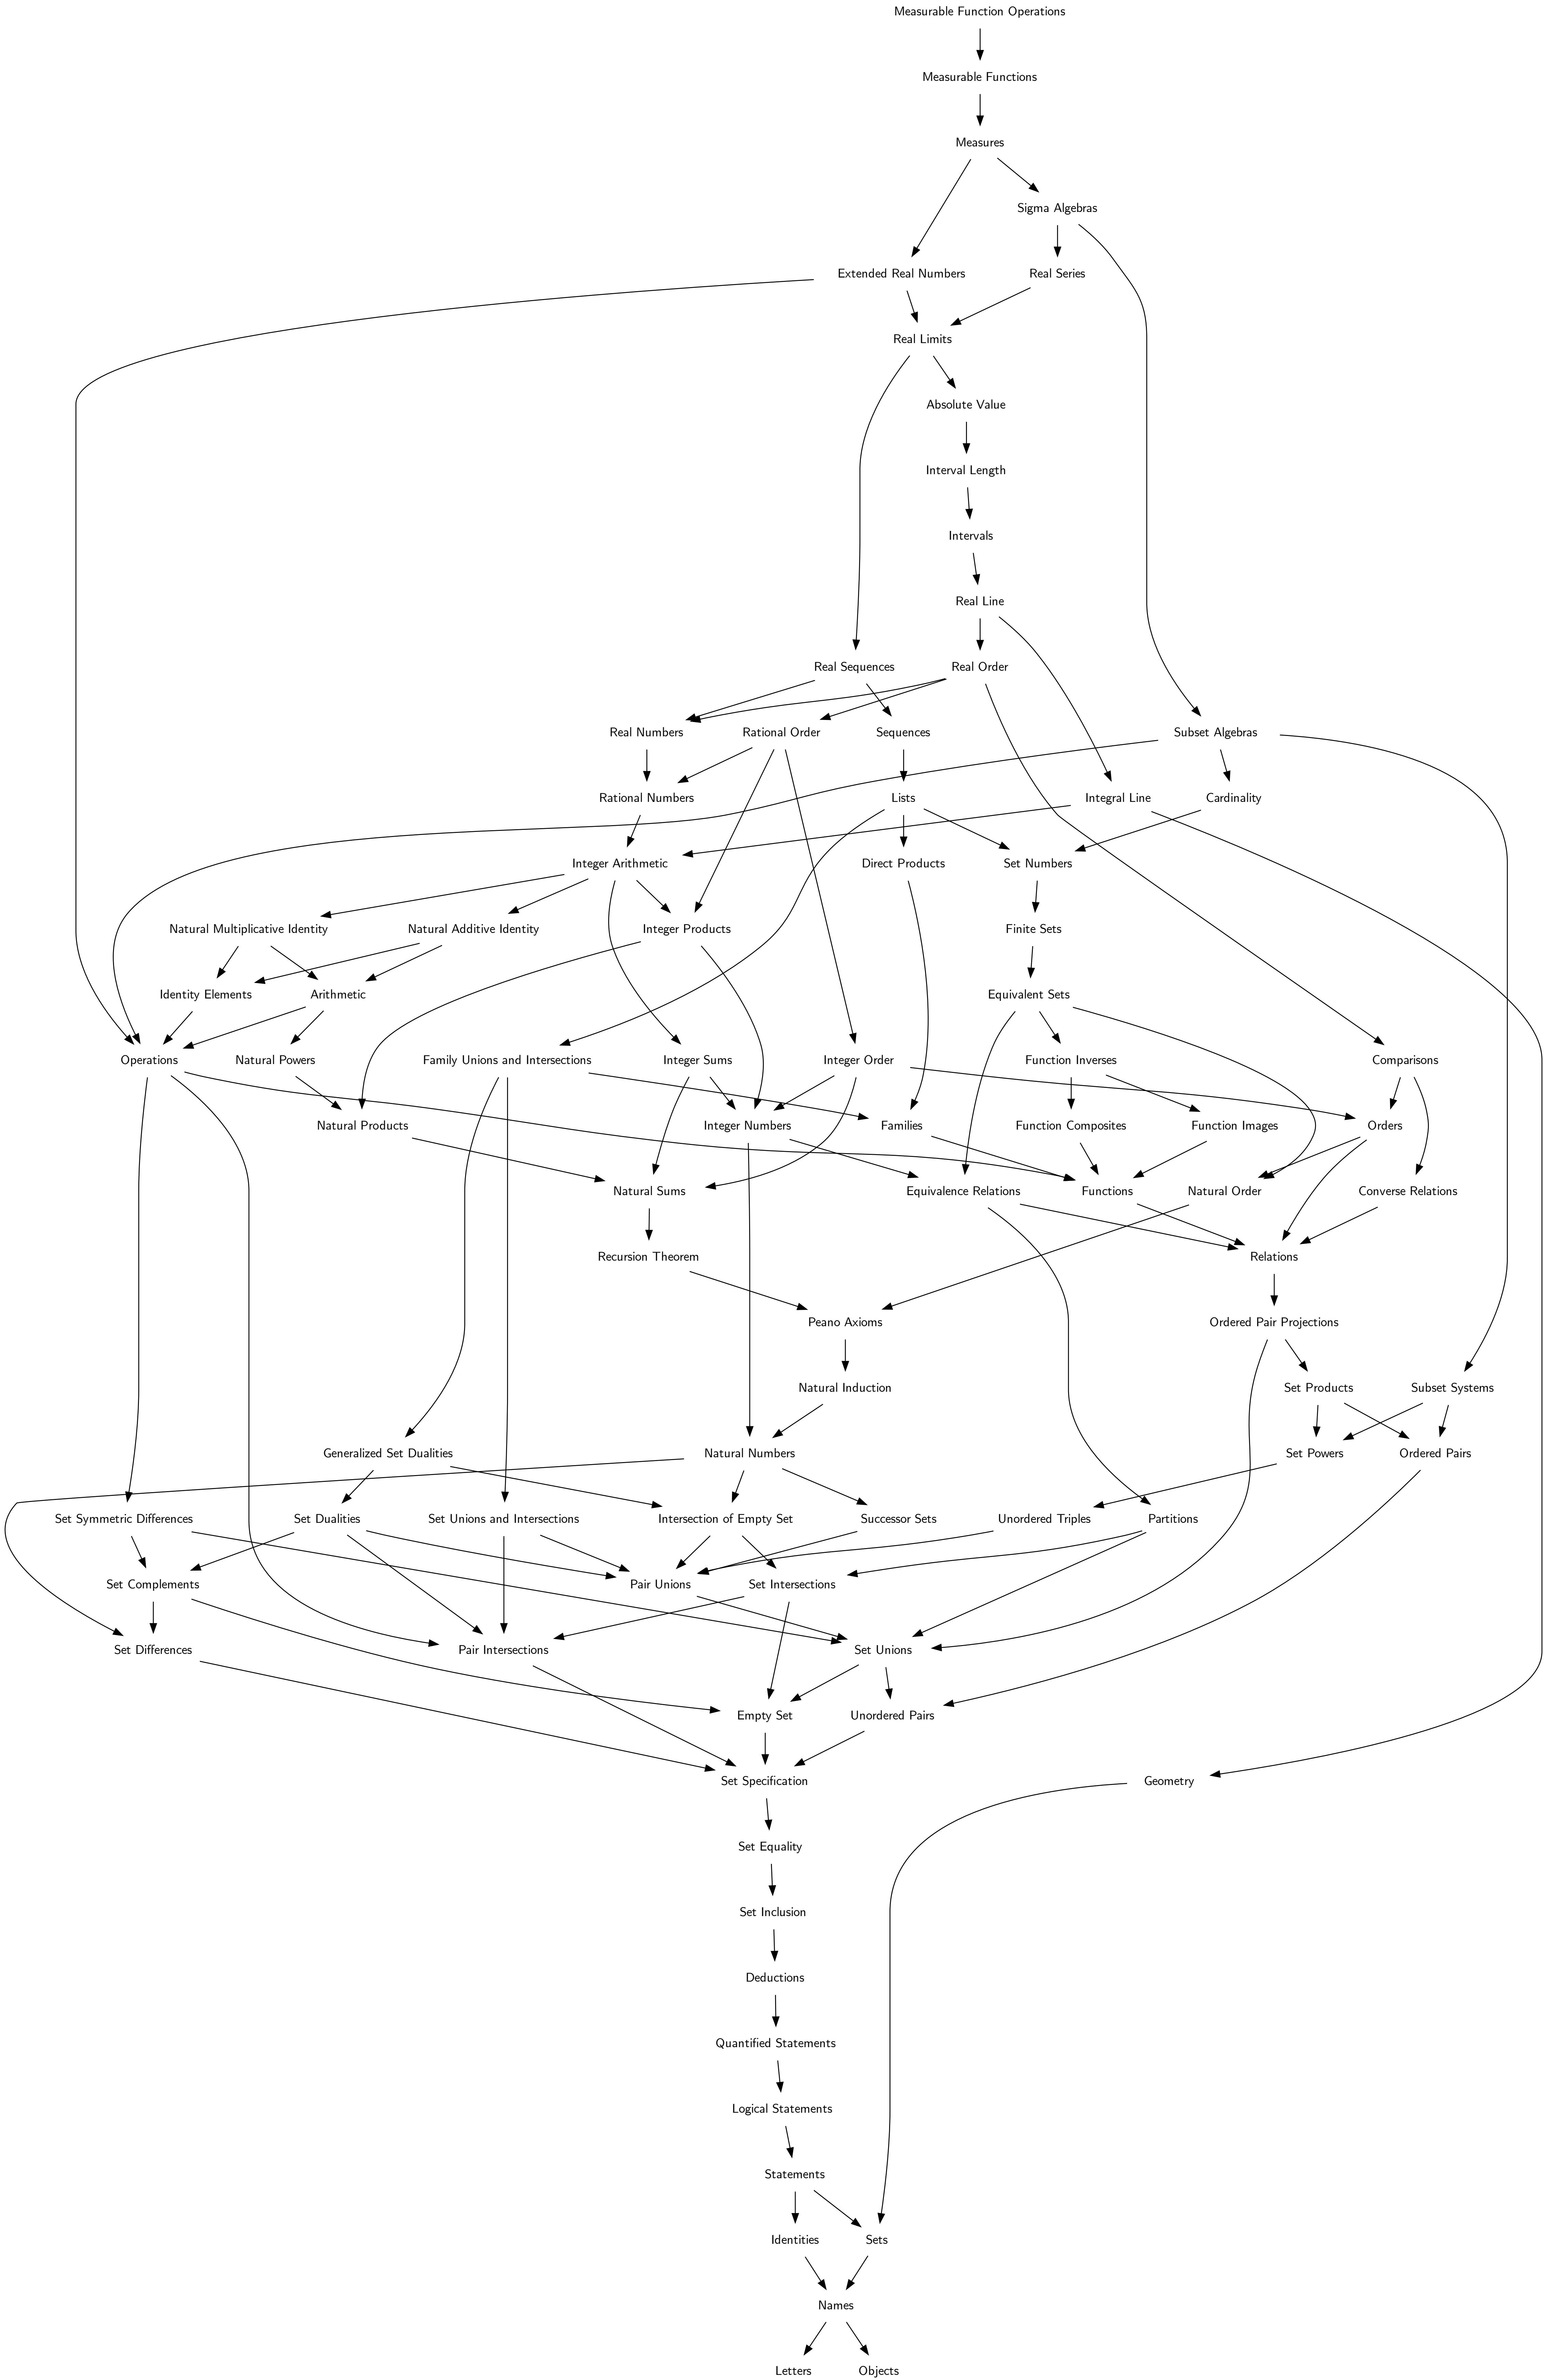 Measurable Function Operations
Measurable Functions
Measures
Sigma Algebras
Extended Real Numbers
Real Series
Real Limits
Absolute Value
Interval Length
Intervals
Real Line
Real Sequences
Real Order
Real Numbers
Rational Order
Sequences
Subset Algebras
Rational Numbers
Lists
Integral Line
Cardinality
Integer Arithmetic
Direct Products
Set Numbers
Natural Multiplicative Identity
Natural Additive Identity
Integer Products
Finite Sets
Identity Elements
Arithmetic
Equivalent Sets
Operations
Natural Powers
Family Unions and Intersections
Integer Sums
Integer Order
Function Inverses
Comparisons
Natural Products
Integer Numbers
Families
Function Composites
Function Images
Orders
Natural Sums
Equivalence Relations
Functions
Natural Order
Converse Relations
Recursion Theorem
Relations
Peano Axioms
Ordered Pair Projections
Natural Induction
Set Products
Subset Systems
Generalized Set Dualities
Natural Numbers
Set Powers
Ordered Pairs
Set Symmetric Differences
Set Dualities
Set Unions and Intersections
Intersection of Empty Set
Successor Sets
Unordered Triples
Partitions
Set Complements
Pair Unions
Set Intersections
Set Differences
Pair Intersections
Set Unions
Empty Set
Unordered Pairs
Set Specification
Geometry
Set Equality
Set Inclusion
Deductions
Quantified Statements
Logical Statements
Statements
Identities
Sets
Names
Letters
Objects